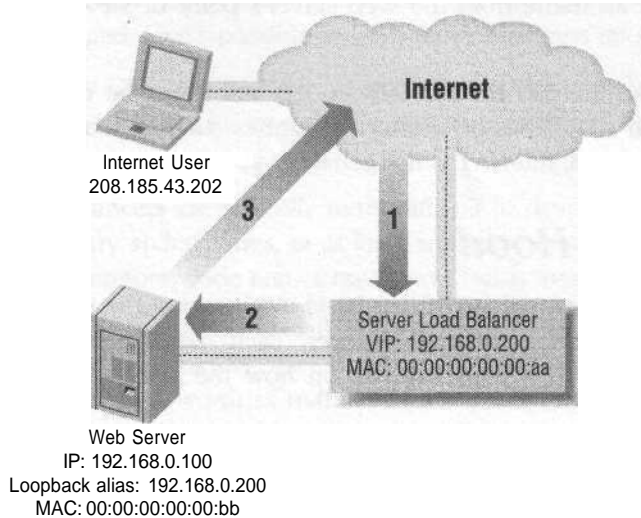 Internet
Internet User
208.185.43.202
3
1
2
Server Load Balancer
VIP: 192.168.0.200
MAC: 00:00:00:00:00:aa
Web Server
IP: 192.168.0.100
Loopback alias: 192.168.0.200
MAC: 00:00:00:00:00:bb